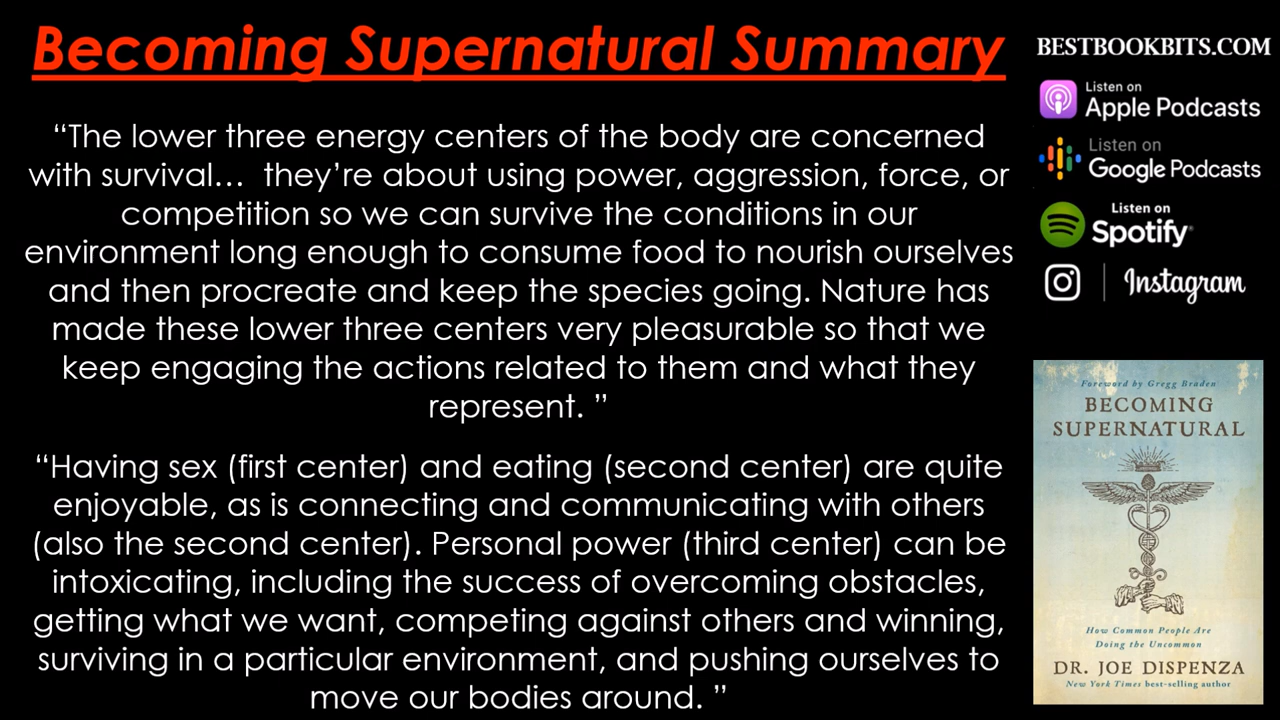 Becoming Supernatural Summary
“The lower three energy centers of the body are concerned
with survival… they’re about using power, aggression, force, or
competition so we can survive the conditions in our
environment long enough to consume food to nourish ourselves
and then procreate and keep the species going. Nature has
made these lower three centers very pleasurable so that we
keep engaging the actions related to them and what they
represent. ”
“Having sex (first center) and eating (second center) are quite
enjoyable, as is connecting and communicating with others
(also the second center). Personal power (third center) can be
intoxicating, including the success of overcoming obstacles,
getting what we want, competing against others and winning,
surviving in a particular environment, and pushing ourselves to
move our bodies around. ”
BESTBOOKBITS.COM
Listen on
Apple Podcasts
Listen on
Google Podcasts
Listen on
Spotify
Instagram
Foreword by Gregg Braden
BECOMING
SUPERNATURAL
How Common People Are
Doing the Uncommon
DR. JOE DISPENZA
New York Times best-selling author